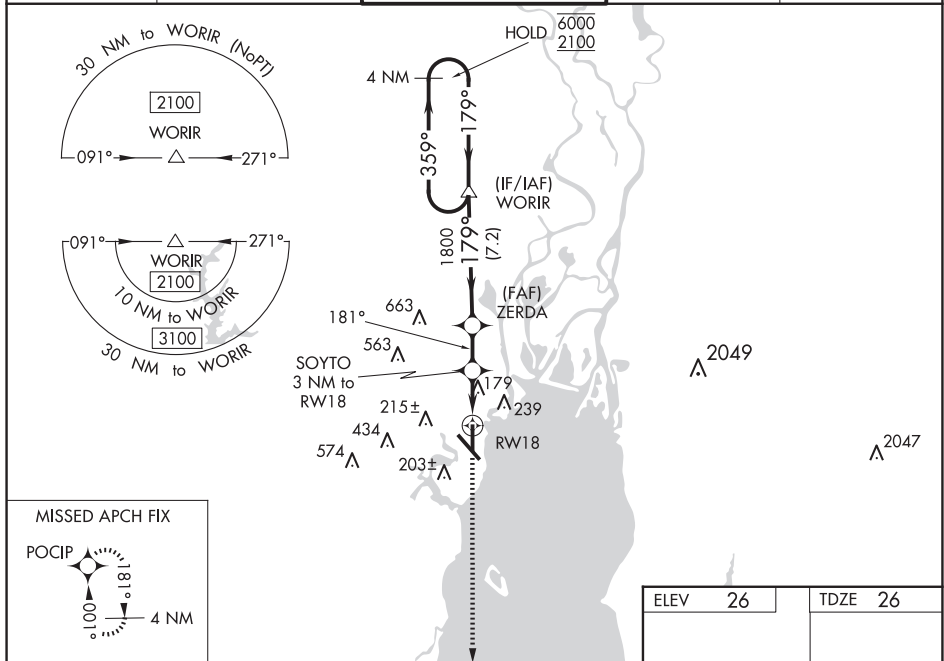 30 NM to WORIR (NoPT)
2100
WORIR
091°
271°
091°
271°
WORIR
2100
10 NM to WORIR
3100
30 NM to WORIR
HOLD
6000
2100
4 NM
359°
179°
(IF/IAF)
WORIR
1800
179°
(7.2)
(FAF)
ZERDA
663
181°
563
SOYTO
3 NM to
RW18
179
239
215±
434
574
203±
RW18
2049
2047
MISSED APCH FIX
POCIP
181°
001°
4 NM
ELEV 26
TDZE 26